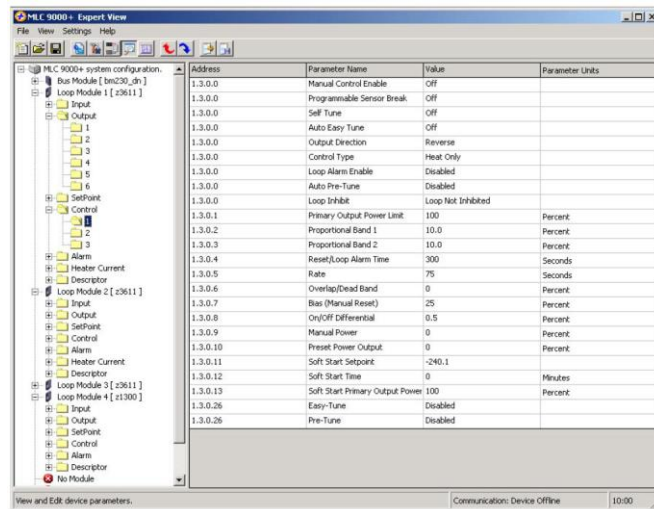 MLC 9000+ Expert View
File View Settings Help
MLC 9000+ system configuration.
Bus Module [ bm230_dn ]
Loop Module 1 [ z3611 ]
Input
Output
1
2
3
4
5
6
SetPoint
Control
1
2
3
Alarm
Heater Current
Descriptor
Loop Module 2 [ z3611 ]
Input
Output
SetPoint
Control
Alarm
Heater Current
Descriptor
Loop Module 3 [ z3611 ]
Loop Module 4 [ z1300 ]
Input
Output
SetPoint
Control
Alarm
Descriptor
No Module
Address Parameter Name Value Parameter Units
1.3.0.0 Manual Control Enable Off
1.3.0.0 Programmable Sensor Break Off
1.3.0.0 Self Tune Off
1.3.0.0 Auto Easy Tune Off
1.3.0.0 Output Direction Reverse
1.3.0.0 Control Type Heat Only
1.3.0.0 Loop Alarm Enable Disabled
1.3.0.0 Auto Pre-Tune Disabled
1.3.0.0 Loop Inhibit Loop Not Inhibited
1.3.0.1 Primary Output Power Limit 100 Percent
1.3.0.2 Proportional Band 1 10.0 Percent
1.3.0.3 Proportional Band 2 10.0 Percent
1.3.0.4 Reset/Loop Alarm Time 300 Seconds
1.3.0.5 Rate 75 Seconds
1.3.0.6 Overlap/Dead Band 0 Percent
1.3.0.7 Bias (Manual Reset) 25 Percent
1.3.0.8 On/Off Differential 0.5 Percent
1.3.0.9 Manual Power 0 Percent
1.3.0.10 Preset Power Output 0 Percent
1.3.0.11 Soft Start Setpoint -240.1
1.3.0.12 Soft Start Time 0 Minutes
1.3.0.13 Soft Start Primary Output Power 100 Percent
1.3.0.26 Easy-Tune Disabled
1.3.0.26 Pre-Tune Disabled
View and Edit device parameters. Communication: Device Offline 10:00